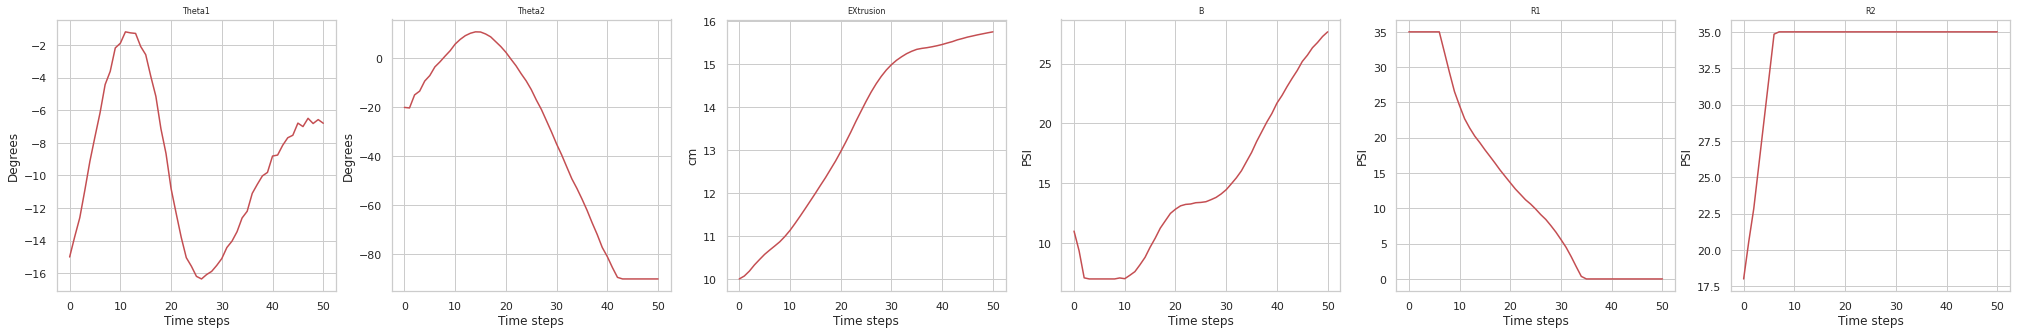 Theta1
Degrees
−2
−4
−6
−8
−10
−12
−14
−16
0 10 20 30 40 50
Time steps
Theta2
Degrees
0
−20
−40
−60
−80
0 10 20 30 40 50
Time steps
EXtrusion
cm
16
15
14
13
12
11
10
0 10 20 30 40 50
Time steps
B
PSI
25
20
15
10
0 10 20 30 40 50
Time steps
R1
PSI
35
30
25
20
15
10
5
0
0 10 20 30 40 50
Time steps
R2
PSI
35.0
32.5
30.0
27.5
25.0
22.5
20.0
17.5
0 10 20 30 40 50
Time steps